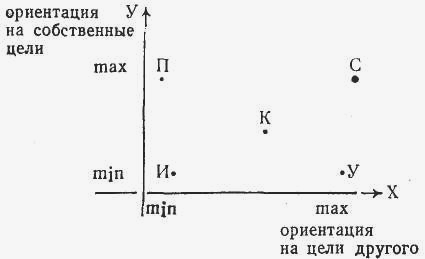 ориентация
на собственные
цели
У
max
П
С
К
min
И
У
Х
min
max
ориентация
на цели другого